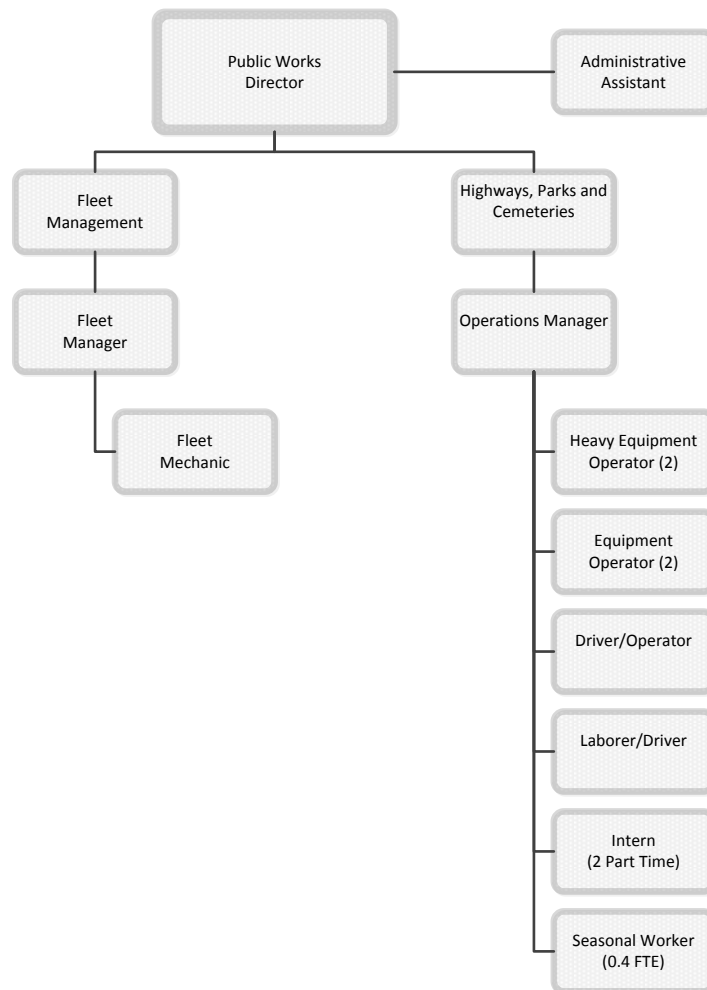 Public Works
Director
Administrative
Assistant
Fleet
Management
Highways, Parks and
Cemeteries
Fleet
Manager
Operations Manager
Fleet
Mechanic
Heavy Equipment
Operator (2)
Equipment
Operator (2)
Driver/Operator
Laborer/Driver
Intern
(2 Part Time)
Seasonal Worker
(0.4 FTE)